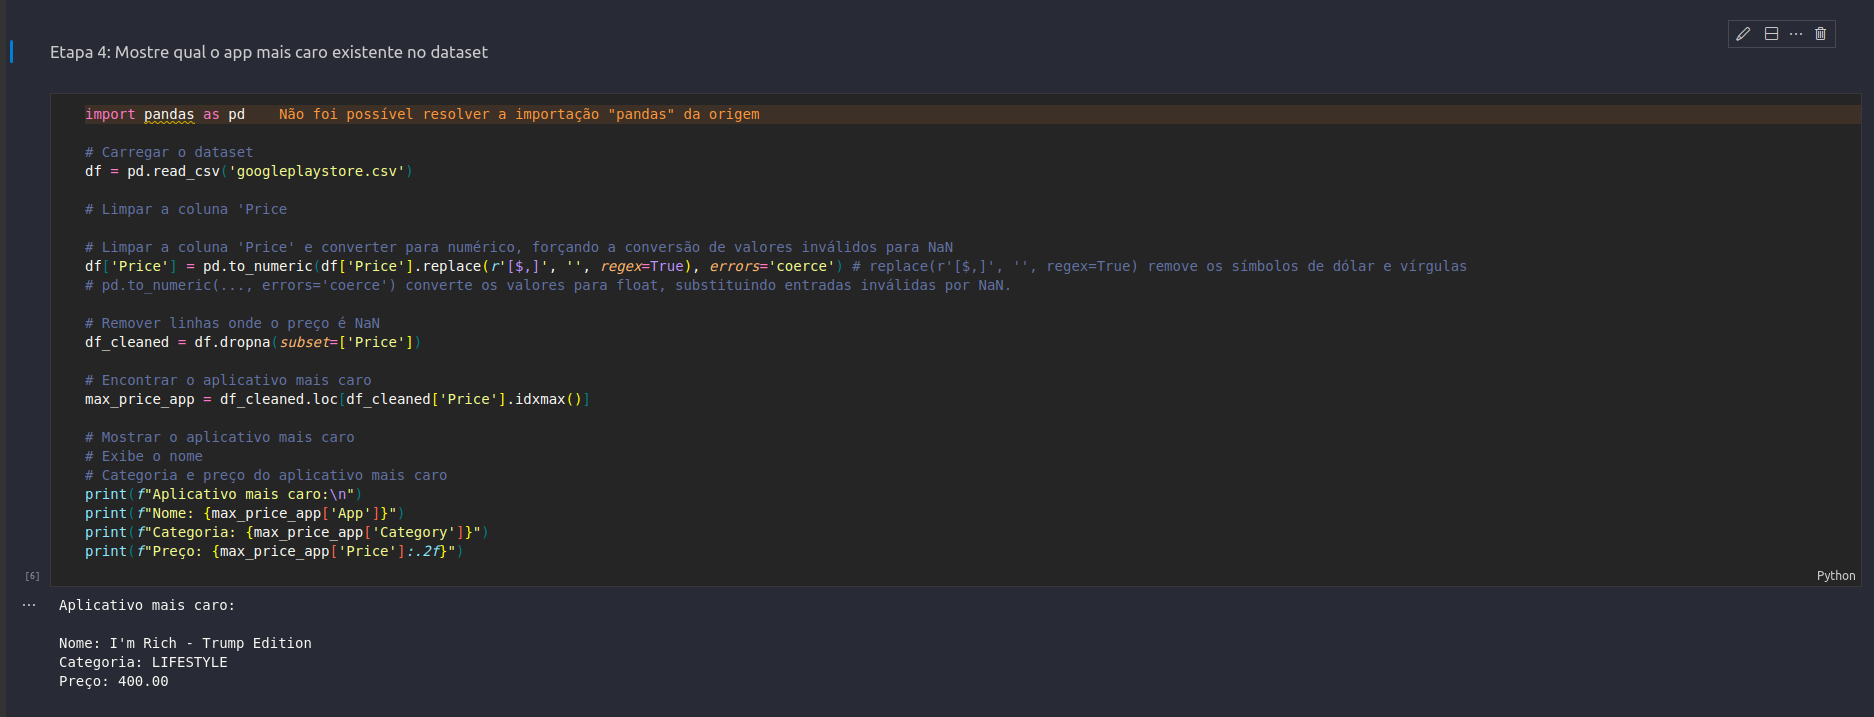 Etapa 4: Mostre qual o app mais caro existente no dataset
import pandas as pd    Não foi possível resolver a importação "pandas" da origem
# Carregar o dataset
df = pd.read_csv('googleplaystore.csv')
# Limpar a coluna 'Price
# Limpar a coluna 'Price' e converter para numérico, forçando a conversão de valores inválidos para NaN
df['Price'] = pd.to_numeric(df['Price'].replace(r'[$,]', '', regex=True), errors='coerce') # replace(r'[$,]', '', regex=True) remove os símbolos de dólar e vírgulas
# pd.to_numeric(..., errors='coerce') converte os valores para float, substituindo entradas inválidas por NaN.
# Remover linhas onde o preço é NaN
df_cleaned = df.dropna(subset=['Price'])
# Encontrar o aplicativo mais caro
max_price_app = df_cleaned.loc[df_cleaned['Price'].idxmax()]
# Mostrar o aplicativo mais caro
# Exibe o nome
# Categoria e preço do aplicativo mais caro
print(f"Aplicativo mais caro:\n")
print(f"Nome: {max_price_app['App']}")
print(f"Categoria: {max_price_app['Category']}")
print(f"Preço: {max_price_app['Price']:.2f}")
[6]
Python
Aplicativo mais caro:
Nome: I'm Rich - Trump Edition
Categoria: LIFESTYLE
Preço: 400.00